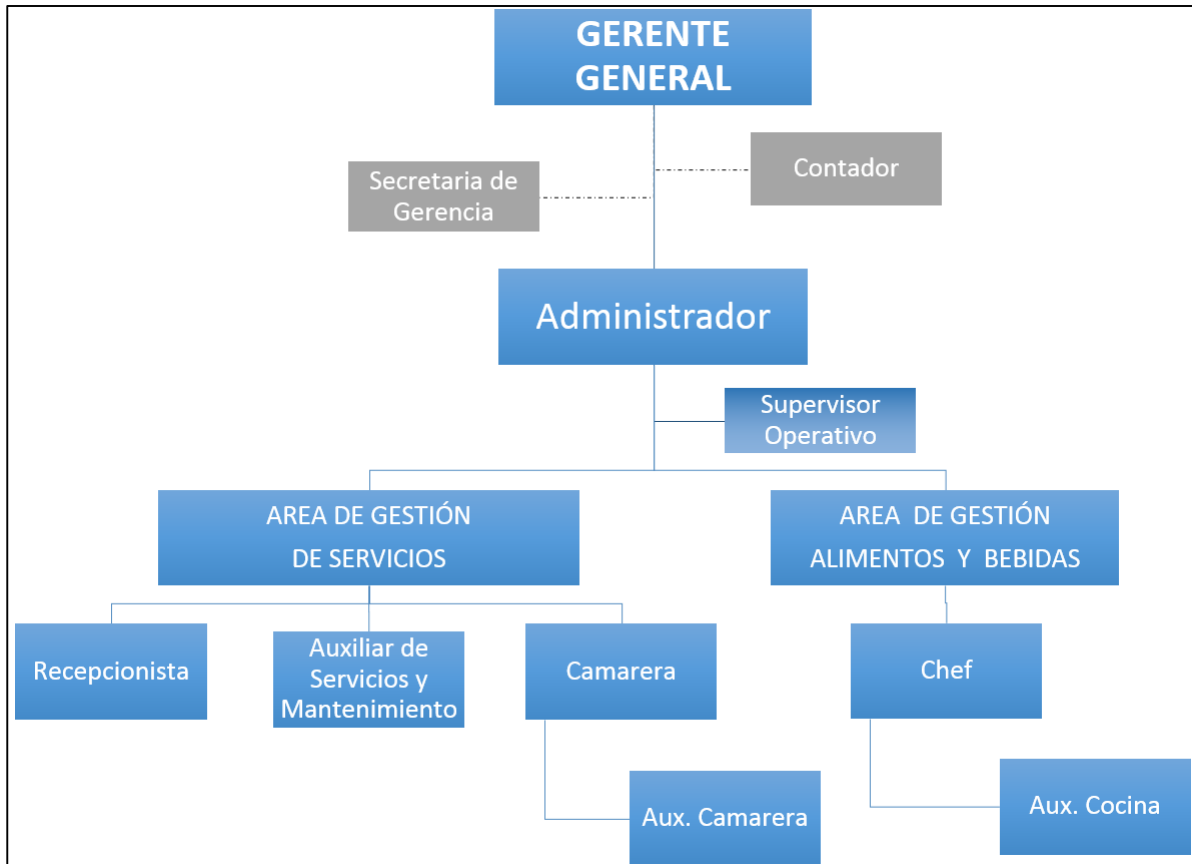 GERENTE
GENERAL
Contador
Secretaria de
Gerencia
Administrador
Supervisor
Operativo
AREA DE GESTIÓN
DE SERVICIOS
AREA DE GESTIÓN
ALIMENTOS Y BEBIDAS
Recepcionista
Auxiliar de
Servicios y
Mantenimiento
Camarera
Chef
Aux. Camarera
Aux. Cocina